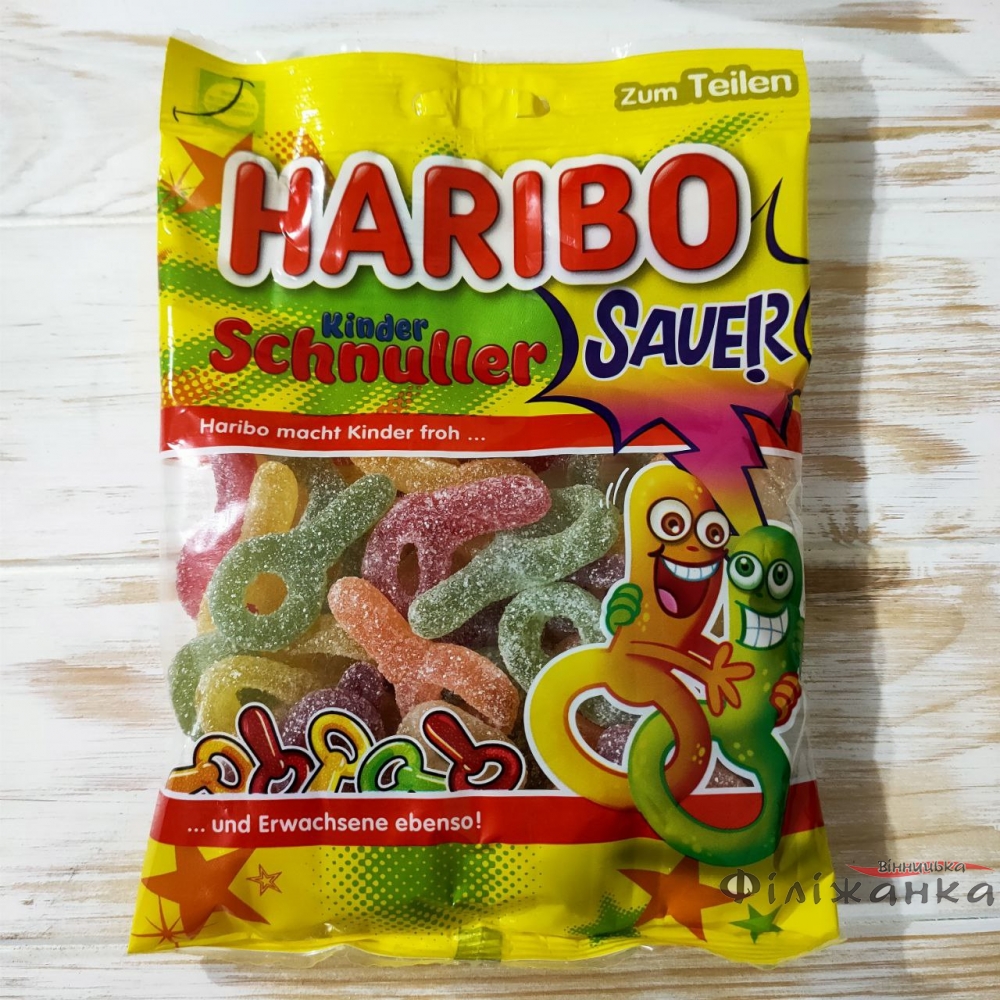 Zum Teilen
HARIBO
Kinder
Schnuller
SAUER
Haribo macht Kinder froh ...
... und Erwachsene ebenso!
Вінницька
Філіжанка